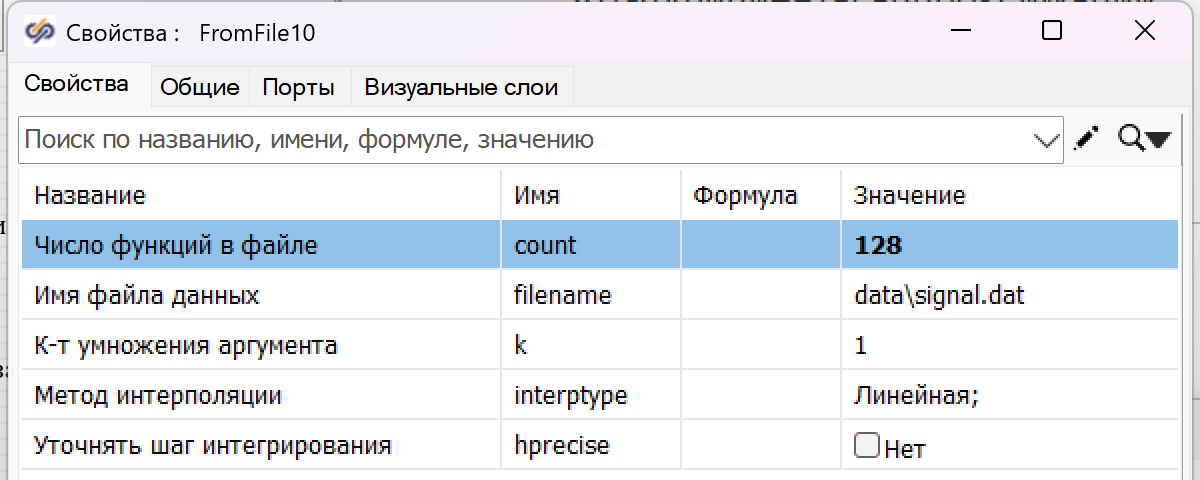 Свойства : FromFile10
Свойства Общие Порты Визуальные слои
Поиск по названию, имени, формуле, значению
Название Имя Формула Значение
Число функций в файле count 128
Имя файла данных filename data\signal.dat
К-т умножения аргумента k 1
Метод интерполяции interptype Линейная;
Уточнять шаг интегрирования hprecise Нет